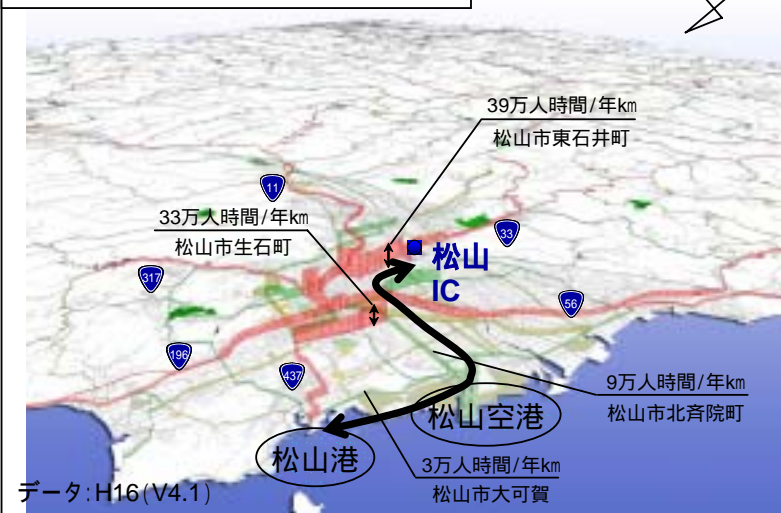 39万人時間/年㎞
松山市東石井町
11
33万人時間/年㎞
松山市生石町
33
松山
IC
317
56
196
437
9万人時間/年㎞
松山市北斉院町
松山空港
松山港
3万人時間/年㎞
松山市大可賀
データ:H16(V4.1)